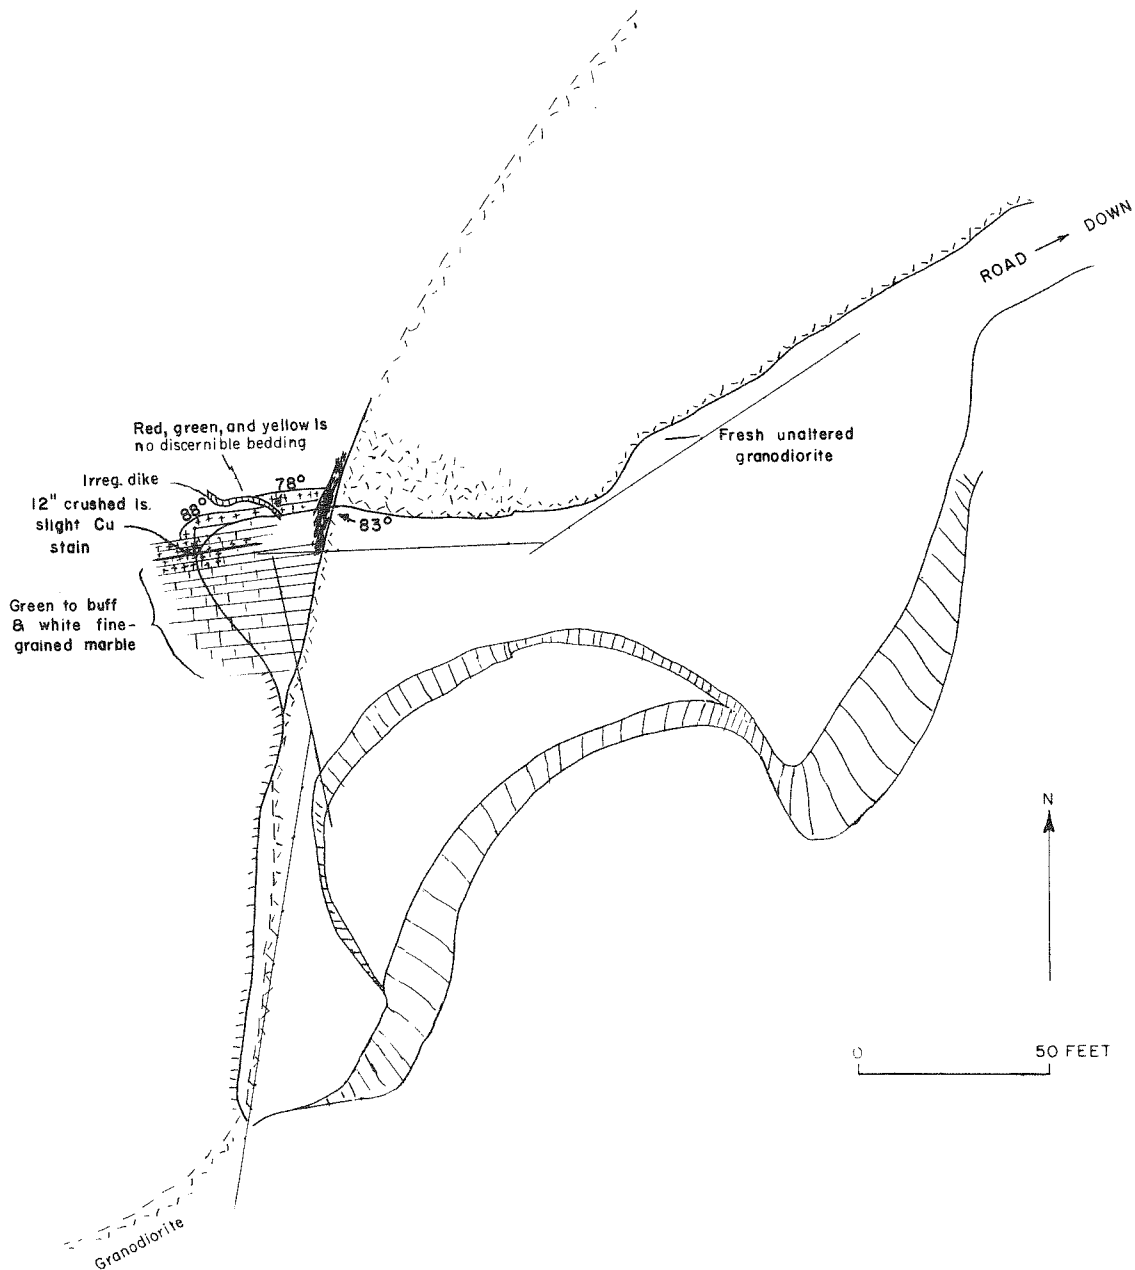 ROAD → DOWN
Red, green, and yellow ls
no discernible bedding
Irreg. dike
12" crushed ls.
slight Cu
stain
88°
78°
83°
Fresh unaltered
granodiorite
Green to buff
& white fine-
grained marble
N
0 50 FEET
Granodiorite